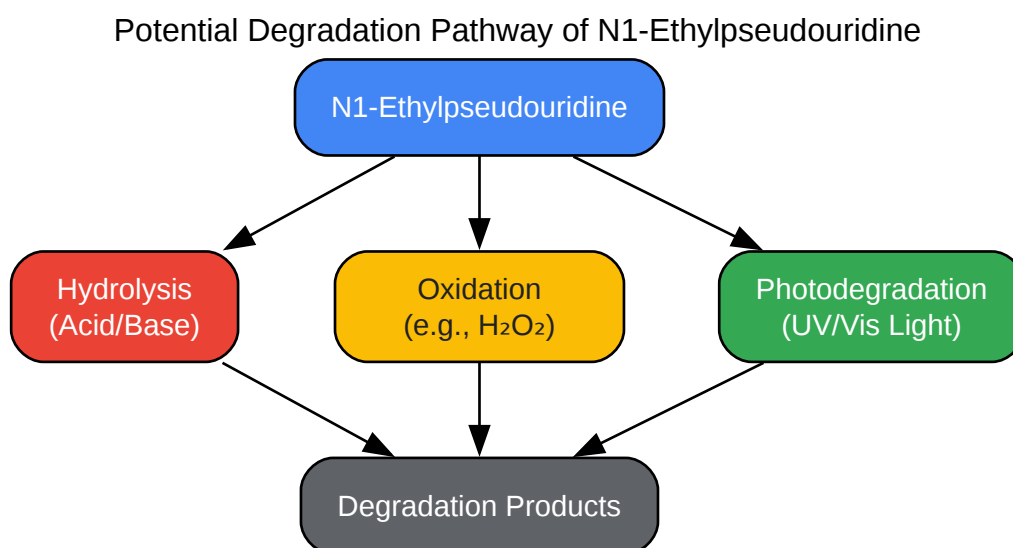 Potential Degradation Pathway of N1-Ethylpseudouridine
N1-Ethylpseudouridine
Hydrolysis
(Acid/Base)
Oxidation
(e.g., H₂O₂)
Photodegradation
(UV/Vis Light)
Degradation Products